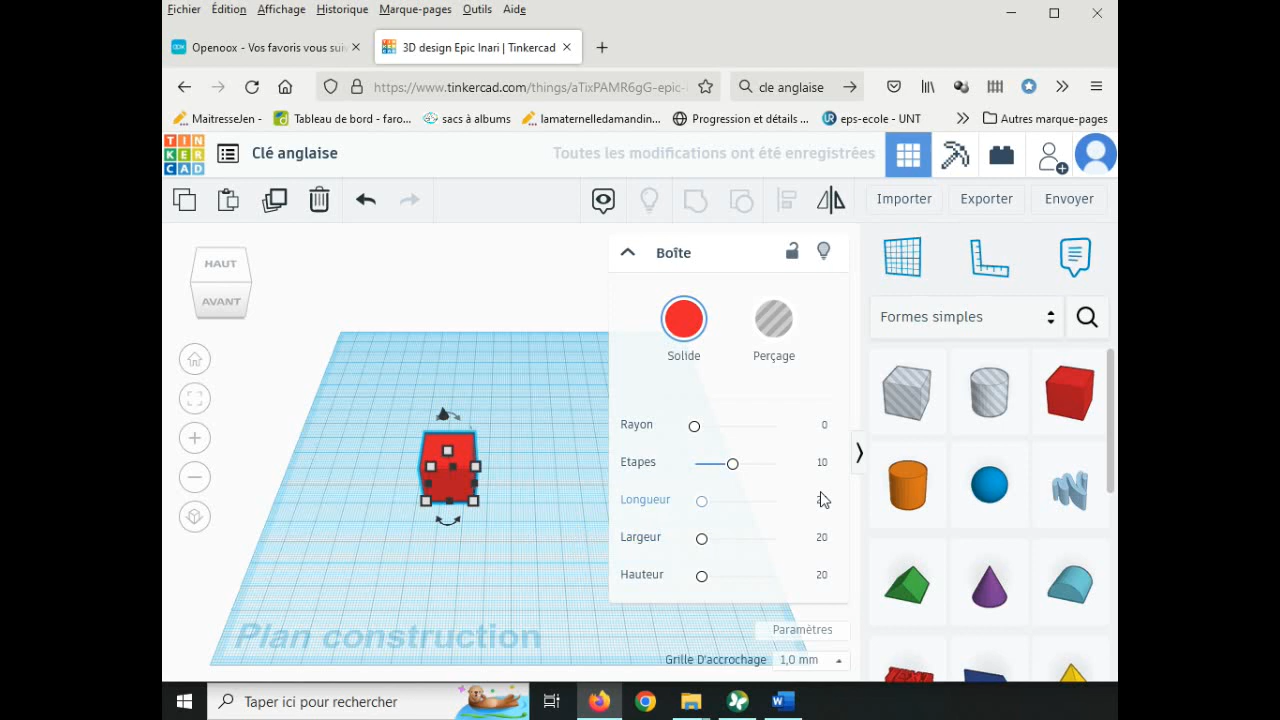 Fichier Édition Affichage Historique Marque-pages Outils Aide
Openoox - Vos favoris vous sui
3D design Epic Inari | Tinkercad
https://www.tinkercad.com/things/aTixPAMR6gG-epic-
cle anglaise
MaitresseJen - Tableau de bord - faro... sacs à albums lamaternelledamandin... Progression et détails ... eps-ecole - UNT Autres marque-pages
TIN
KER
CAD
Clé anglaise
Toutes les modifications ont été enregistrées
Importer Exporter Envoyer
HAUT
AVANT
Boîte
Solide Perçage
Formes simples
Rayon 0
Etapes 10
Longueur
Largeur 20
Hauteur 20
Plan construction
Paramètres
Grille D'accrochage 1,0 mm
Taper ici pour rechercher